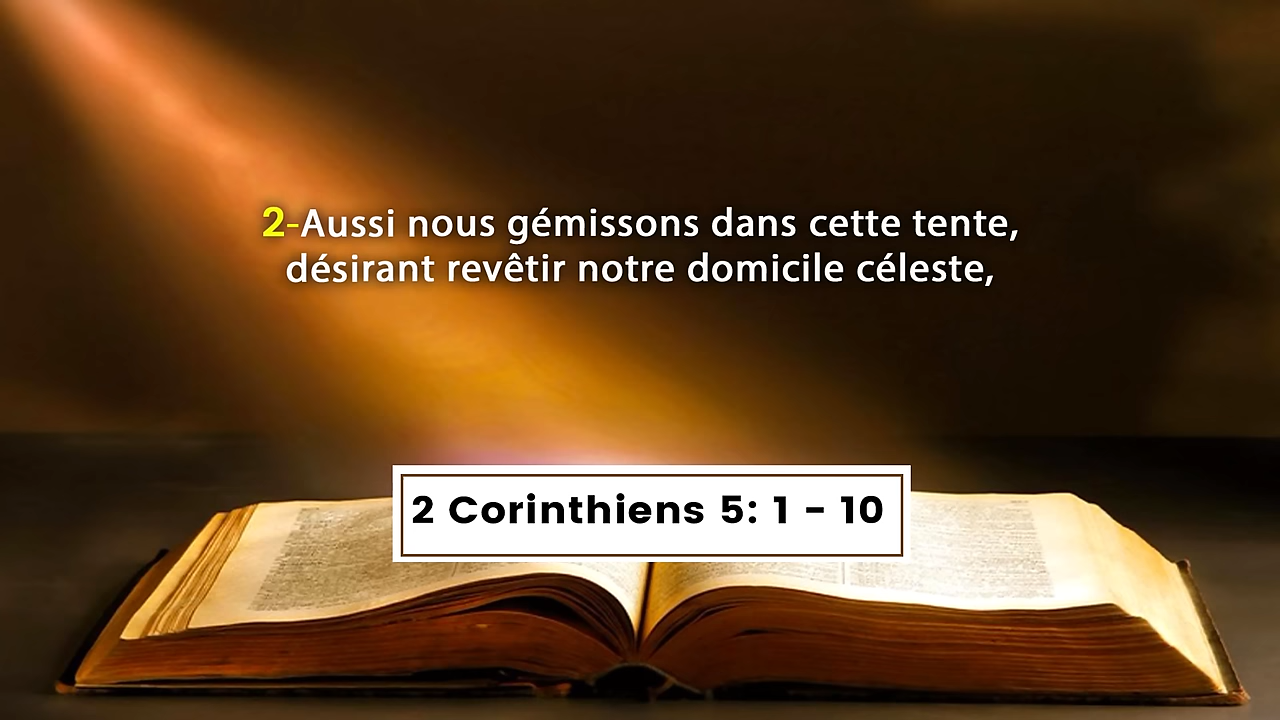 2-Aussi nous gémissons dans cette tente,
désirant revêtir notre domicile céleste,
2 Corinthiens 5: 1 - 10